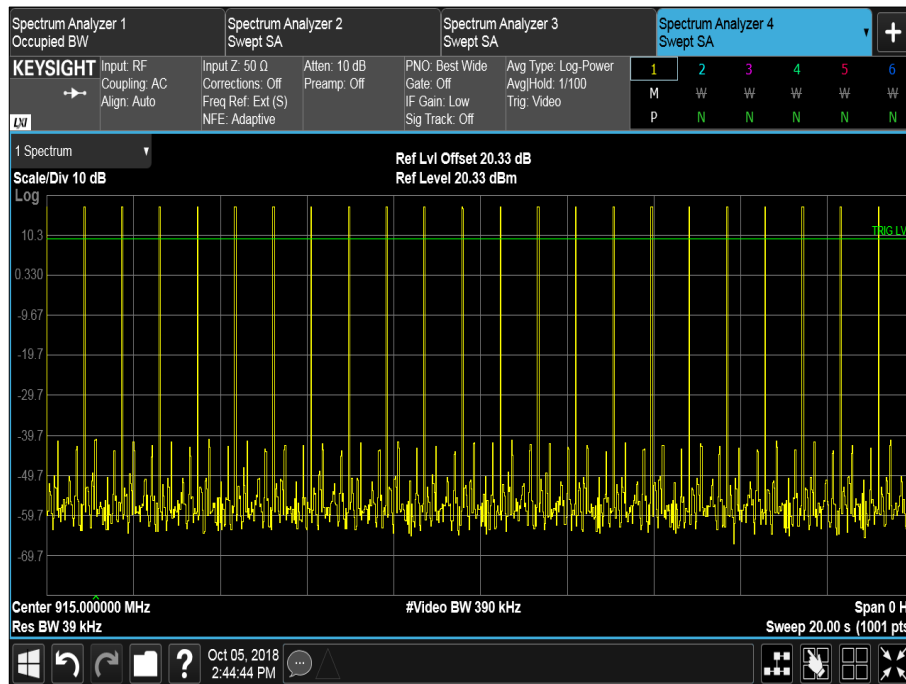 Spectrum Analyzer 1
Occupied BW
Spectrum Analyzer 2
Swept SA
Spectrum Analyzer 3
Swept SA
Spectrum Analyzer 4
Swept SA
KEYSIGHT
LXI
Input: RF
Coupling: AC
Align: Auto
Input Z: 50 Ω
Corrections: Off
Freq Ref: Ext (S)
NFE: Adaptive
Atten: 10 dB
Preamp: Off
PNO: Best Wide
Gate: Off
IF Gain: Low
Sig Track: Off
Avg Type: Log-Power
Avg|Hold: 1/100
Trig: Video
1 2 3 4 5 6
M W W W W W
P N N N N N
1 Spectrum
Scale/Div 10 dB
Ref Lvl Offset 20.33 dB
Ref Level 20.33 dBm
Log
10.3
TRIG LV
0.330
-9.67
-19.7
-29.7
-39.7
-49.7
-59.7
-69.7
Center 915.000000 MHz
#Video BW 390 kHz
Span 0 H
Res BW 39 kHz
Sweep 20.00 s (1001 pts
Oct 05, 2018
2:44:44 PM